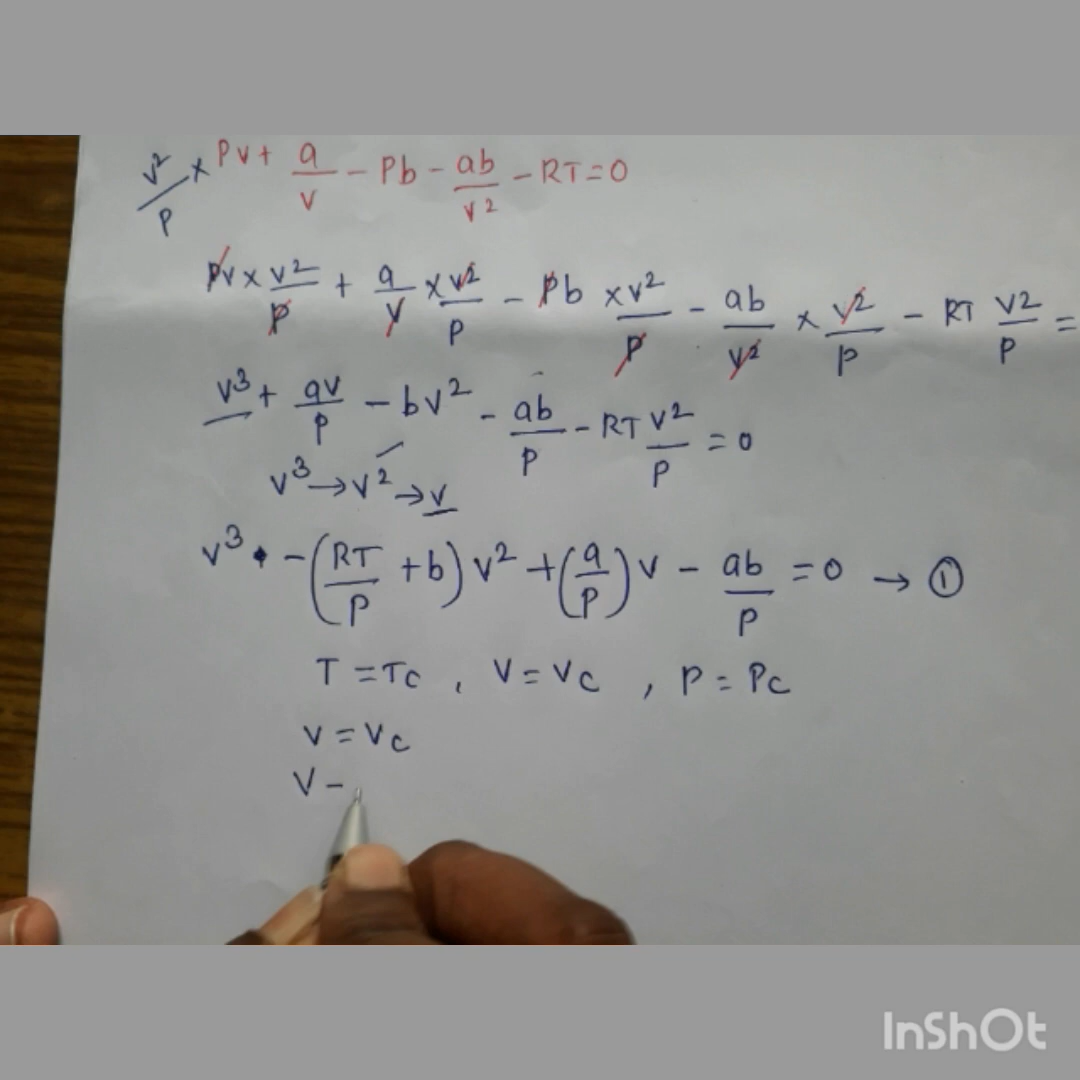 v²/P × Pv + a/v - Pb - ab/v² - RT = 0
Pv × v²/P + a/v × v²/P - Pb × v²/P - ab/v² × v²/P - RT v²/P =
v³ + av/P - bv² - ab/P - RT v²/P = 0
v³ → v² → v
v³ - (RT/P + b) v² + (a/P) v - ab/P = 0 → ①
T = Tc , V = Vc , P = Pc
V = Vc
V -
InShOt